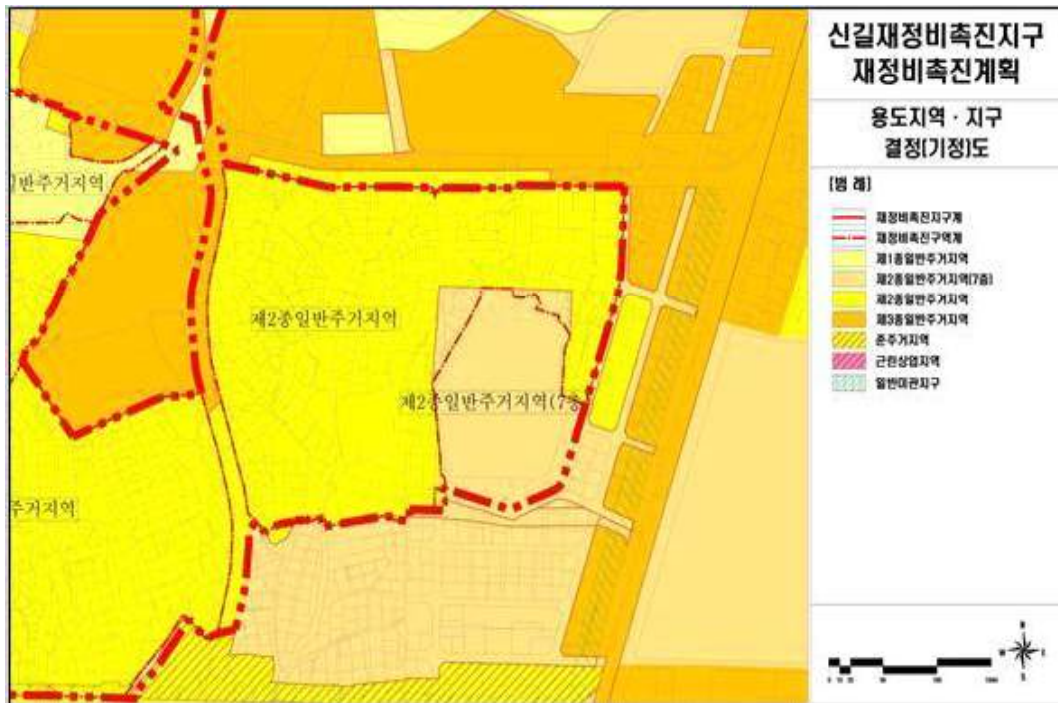 신길재정비촉진지구
재정비촉진계획
용도지역 · 지구
결정(기정)도
[범 례]
재정비촉진지구계
재정비촉진구역계
제1종일반주거지역
제2종일반주거지역(7층)
제2종일반주거지역
제3종일반주거지역
준주거지역
근린상업지역
일반미관지구
일반주거지역
제2종일반주거지역
제2종일반주거지역(7층
주거지역
N
W
E
S